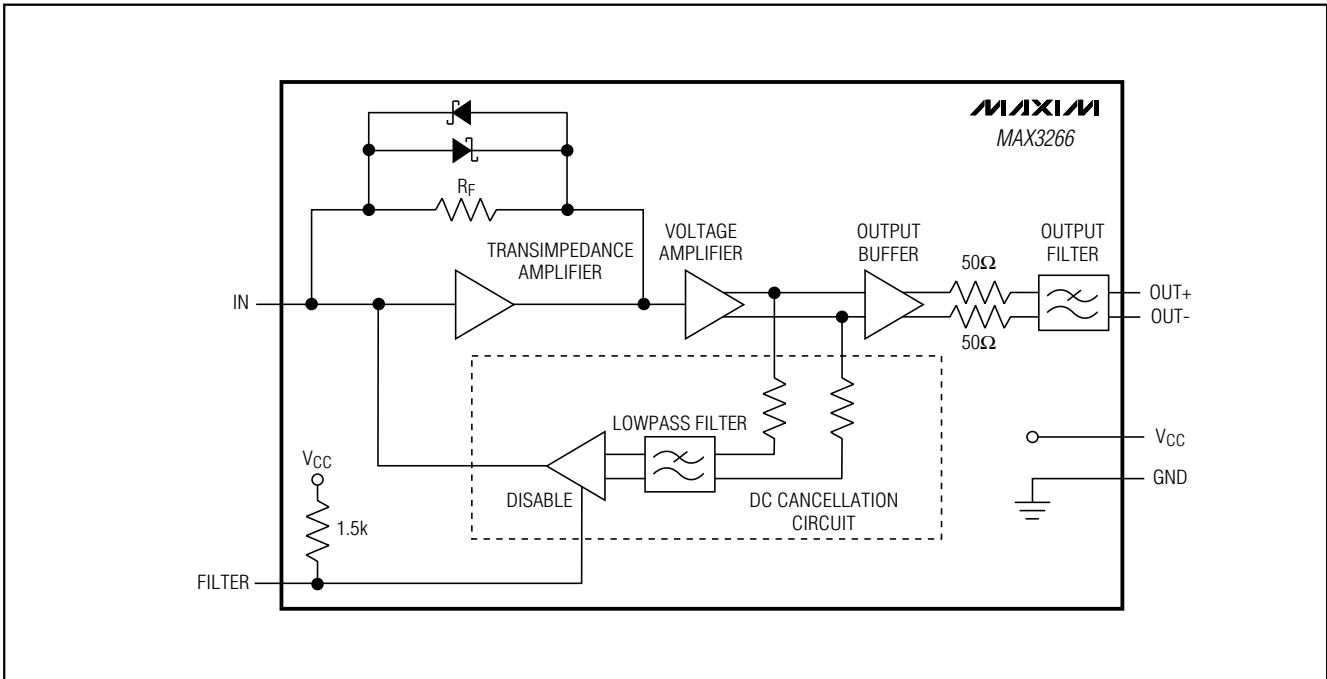 MAXIM
MAX3266
RF
TRANSIMPEDANCE
AMPLIFIER
VOLTAGE
AMPLIFIER
OUTPUT
BUFFER
OUTPUT
FILTER
50Ω
50Ω
IN
OUT+
OUT-
LOWPASS FILTER
DISABLE
DC CANCELLATION
CIRCUIT
VCC
1.5k
FILTER
VCC
GND